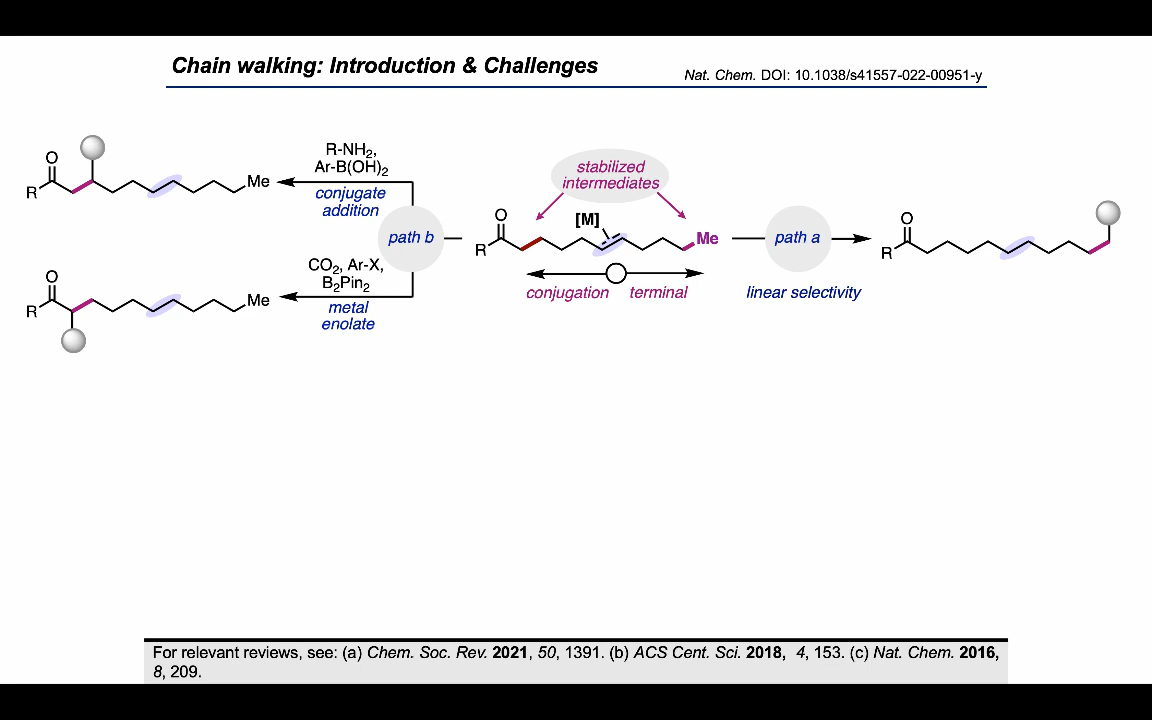 Chain walking: Introduction & Challenges
Nat. Chem. DOI: 10.1038/s41557-022-00951-y
O
R
Me
R-NH2,
Ar-B(OH)2
conjugate
addition
path b
CO2, Ar-X,
B2Pin2
metal
enolate
O
R
Me
stabilized
intermediates
O
R
[M]
Me
conjugation
terminal
path a
linear selectivity
O
R
For relevant reviews, see: (a) Chem. Soc. Rev. 2021, 50, 1391. (b) ACS Cent. Sci. 2018, 4, 153. (c) Nat. Chem. 2016,
8, 209.